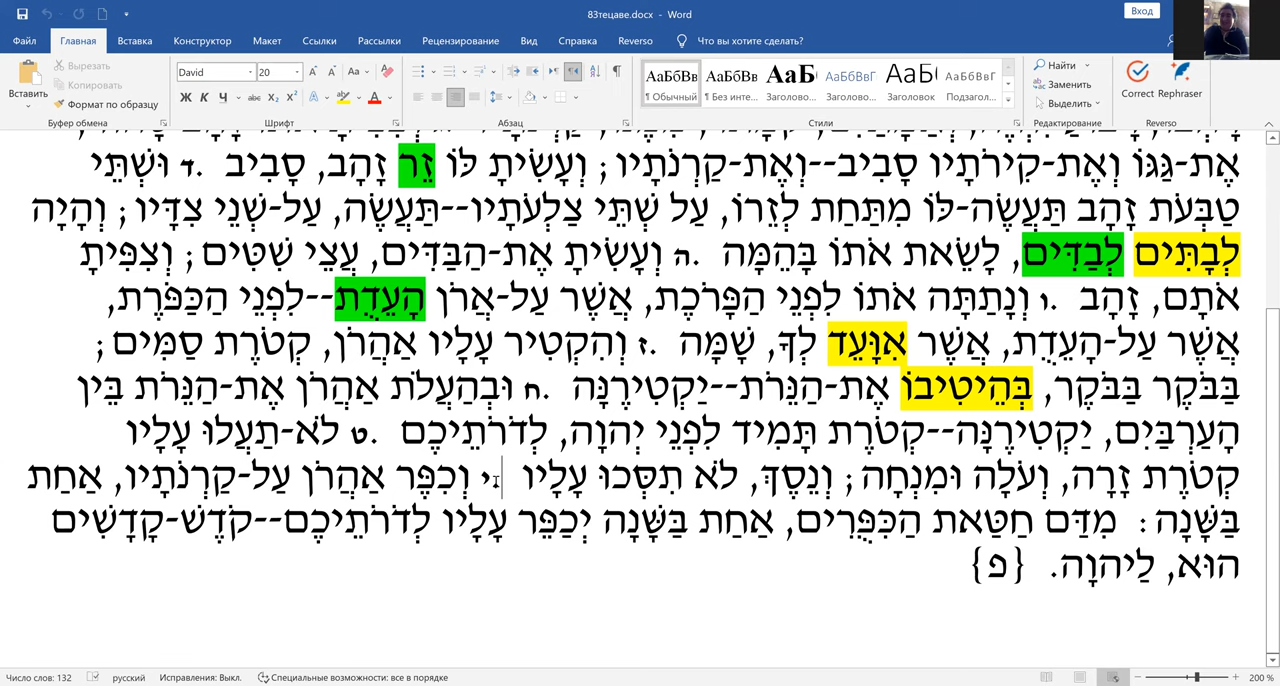 83тецаве.docx - Word
Вход
Файл Главная Вставка Конструктор Макет Ссылки Рассылки Рецензирование Вид Справка Reverso Что вы хотите сделать?
Вставить
Вырезать
Копировать
Формат по образцу
Буфер обмена
David 20
Aa
Ж К Ч abc X₂ X² A A
Шрифт
Абзац
АаБбВв
¶ Обычный
АаБбВв
¶ Без инте...
АаБ
Заголово...
АаБбВвГ
Заголово...
АаБ
Заголовок
АаБбВвГ
Подзагол...
Стили
Найти
Заменить
Выделить
Редактирование
Correct Rephraser
Reverso
אֶת-גַּגּוֹ וְאֶת-קִירֹתָיו סָבִיב--וְאֶת-קַרְנֹתָיו; וְעָשִׂיתָ לּוֹ זֵר זָהָב, סָבִיב. ד וּשְׁתֵּי
טַבְּעֹת זָהָב תַּעֲשֶׂה-לּוֹ מִתַּחַת לְזֵרוֹ, עַל שְׁתֵּי צַלְעֹתָיו--תַּעֲשֶׂה, עַל-שְׁנֵי צִדָּיו; וְהָיָה
לְבָתִּים לְבַדִּים, לָשֵׂאת אֹתוֹ בָּהֵמָּה. ה וְעָשִׂיתָ אֶת-הַבַּדִּים, עֲצֵי שִׁטִּים; וְצִפִּיתָ
אֹתָם, זָהָב. ו וְנָתַתָּה אֹתוֹ לִפְנֵי הַפָּרֹכֶת, אֲשֶׁר עַל-אֲרֹן הָעֵדֻת--לִפְנֵי הַכַּפֹּרֶת,
אֲשֶׁר עַל-הָעֵדֻת, אֲשֶׁר אִוָּעֵד לְךָ, שָׁמָּה. ז וְהִקְטִיר עָלָיו אַהֲרֹן, קְטֹרֶת סַמִּים;
בַּבֹּקֶר בַּבֹּקֶר, בְּהֵיטִיבוֹ אֶת-הַנֵּרֹת--יַקְטִירֶנָּה. ח וּבְהַעֲלֹת אַהֲרֹן אֶת-הַנֵּרֹת בֵּין
הָעַרְבַּיִם, יַקְטִירֶנָּה--קְטֹרֶת תָּמִיד לִפְנֵי יְהוָה, לְדֹרֹתֵיכֶם. ט לֹא-תַעֲלוּ עָלָיו
קְטֹרֶת זָרָה, וְעֹלָה וּמִנְחָה; וְנֵסֶךְ, לֹא תִסְּכוּ עָלָיו. י וְכִפֶּר אַהֲרֹן עַל-קַרְנֹתָיו, אַחַת
בַּשָּׁנָה: מִדַּם חַטַּאת הַכִּפֻּרִים, אַחַת בַּשָּׁנָה יְכַפֵּר עָלָיו לְדֹרֹתֵיכֶם--קֹדֶשׁ-קָדָשִׁים
הוּא, לַיהוָה. {פ}
Число слов: 132 русский Исправления: Выкл. Специальные возможности: все в порядке 200 %